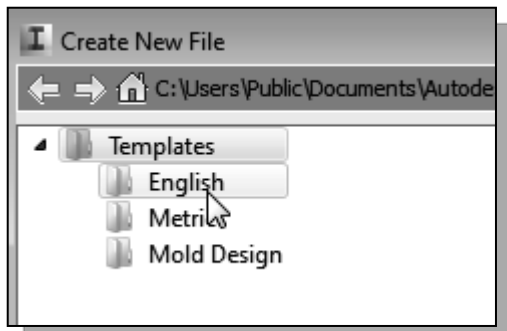 Create New File
C:\Users\Public\Documents\Autode
Templates
English
Metric
Mold Design